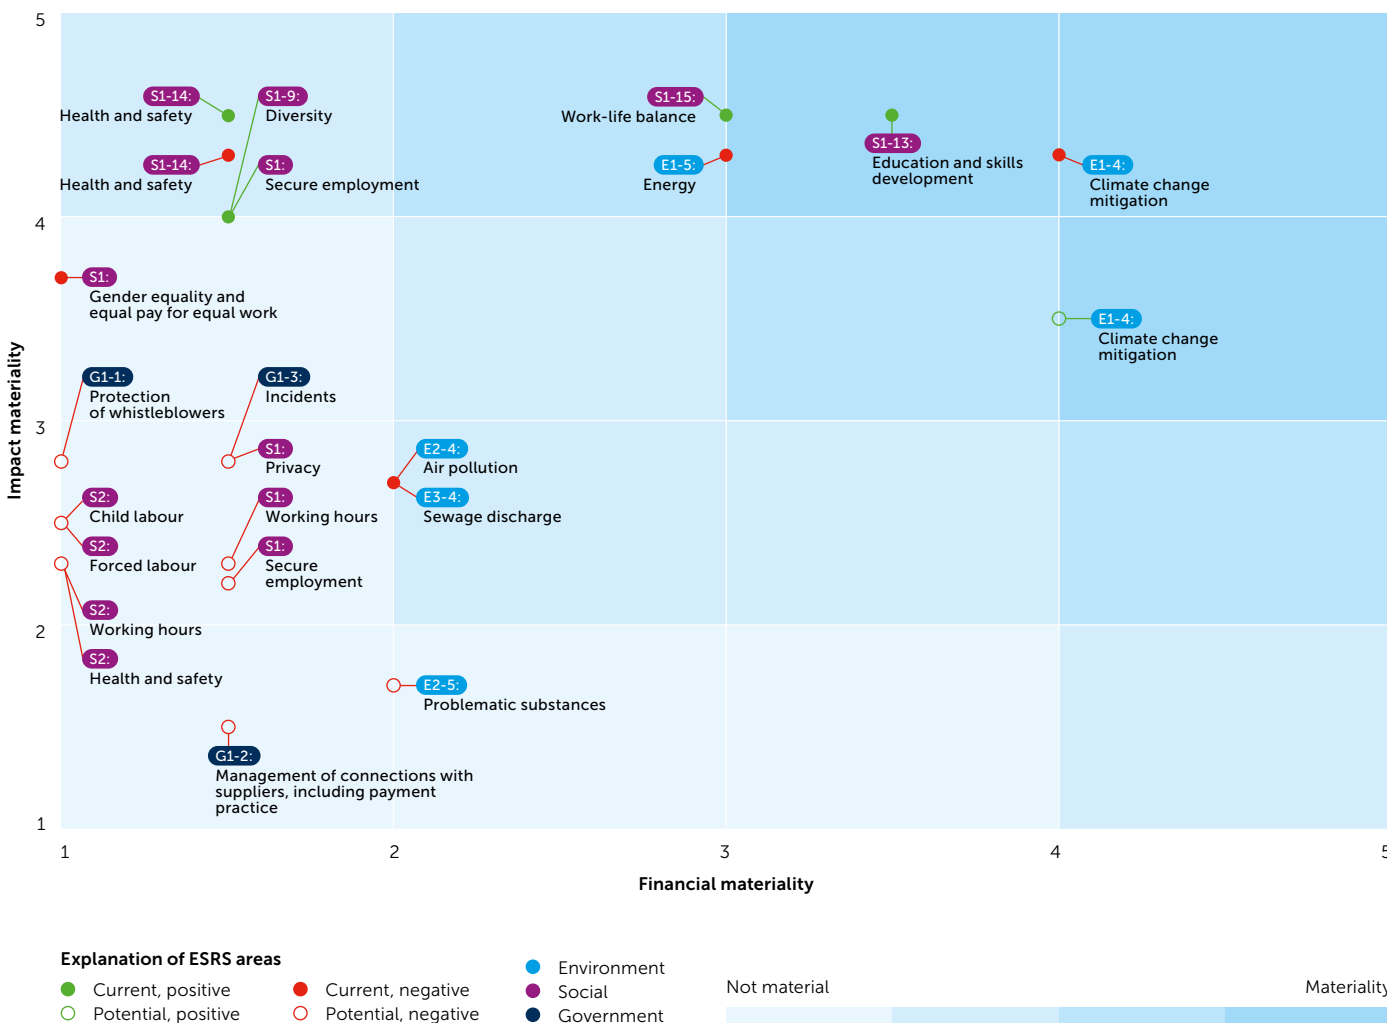 5
S1-14:
Health and safety
S1-9:
Diversity
S1-15:
Work-life balance
S1-13:
Education and skills
development
S1-14:
Health and safety
S1:
Secure employment
E1-5:
Energy
E1-4:
Climate change
mitigation
4
S1:
Gender equality and
equal pay for equal work
E1-4:
Climate change
mitigation
Impact materiality
G1-1:
Protection
of whistleblowers
G1-3:
Incidents
3
S1:
Privacy
E2-4:
Air pollution
S2:
Child labour
S1:
Working hours
E3-4:
Sewage discharge
S2:
Forced labour
S1:
Secure
employment
S2:
Working hours
2
S2:
Health and safety
E2-5:
Problematic substances
G1-2:
Management of connections with
suppliers, including payment
practice
1
1 2 3 4 5
Financial materiality
Explanation of ESRS areas
Current, positive
Potential, positive
Current, negative
Potential, negative
Environment
Social
Government
Not material
Materiality